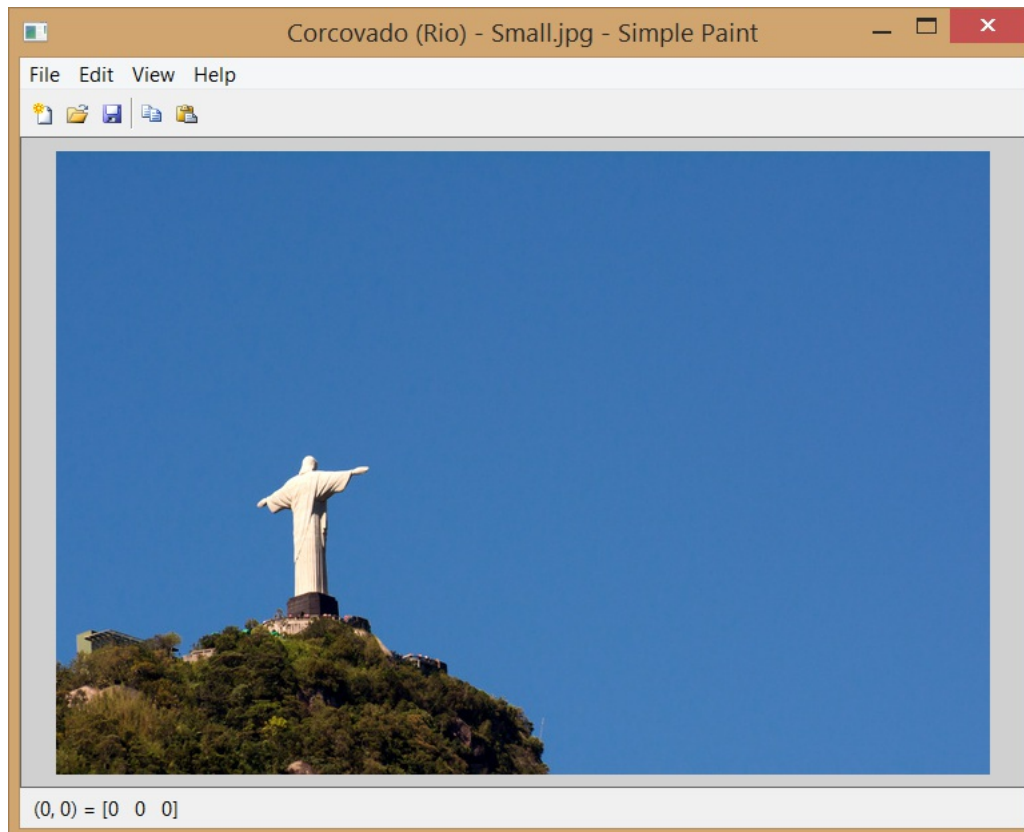 Corcovado (Rio) - Small.jpg - Simple Paint
File Edit View Help
(0, 0) = [0 0 0]